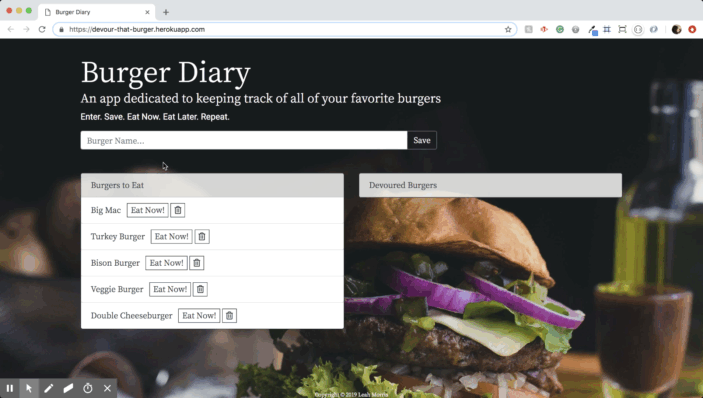 Burger Diary
https://devour-that-burger.herokuapp.com
Burger Diary
An app dedicated to keeping track of all of your favorite burgers
Enter. Save. Eat Now. Eat Later. Repeat.
Burger Name... Save
Burgers to Eat
Big Mac Eat Now!
Turkey Burger Eat Now!
Bison Burger Eat Now!
Veggie Burger Eat Now!
Double Cheeseburger Eat Now!
Devoured Burgers
Copyright © 2019 Leah